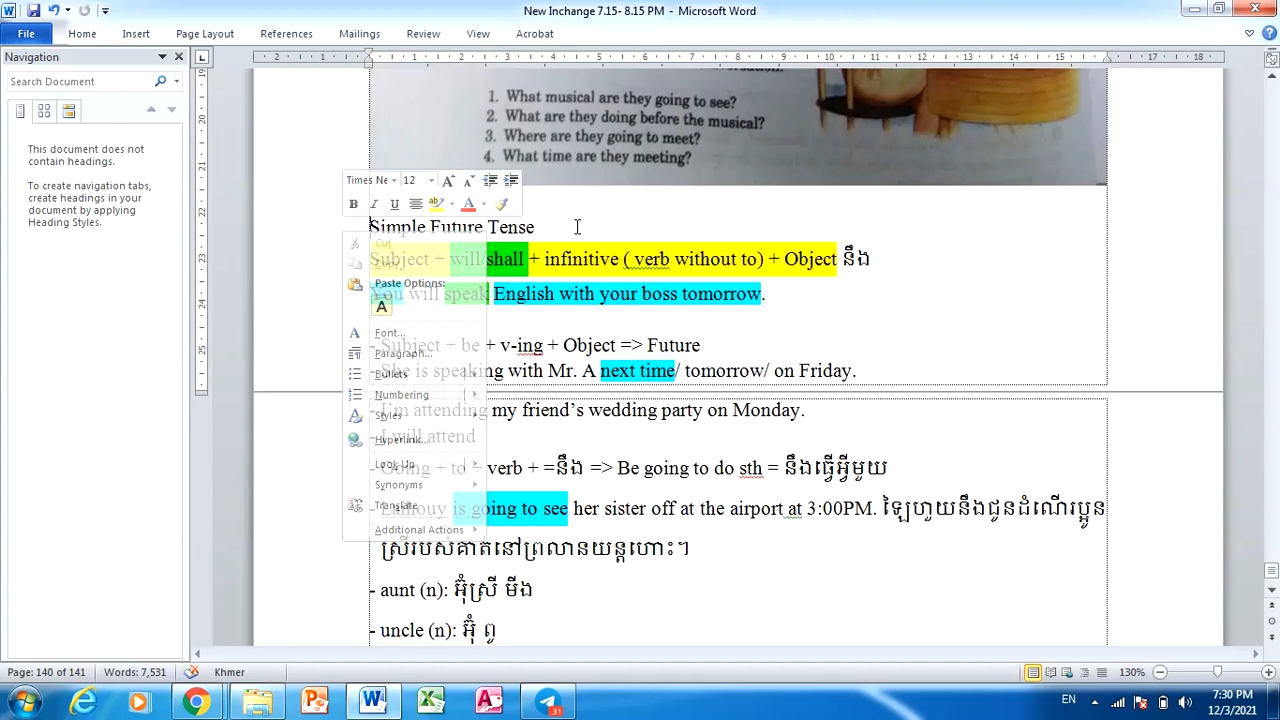 New Inchange 7.15- 8.15 PM - Microsoft Word
File Home Insert Page Layout References Mailings Review View Acrobat
Navigation
Search Document
This document does not
contain headings.
To create navigation tabs,
create headings in your
document by applying
Heading Styles.
1. What musical are they going to see?
2. What are they doing before the musical?
3. Where are they going to meet?
4. What time are they meeting?
Times Ne 12
Simple Future Tense
Subject + will/shall + infinitive ( verb without to) + Object នឹង
You will speak English with your boss tomorrow.
- Subject + be + v-ing + Object => Future
- She is speaking with Mr. A next time/ tomorrow/ on Friday.
- I'm attending my friend's wedding party on Monday.
- I will attend
- Going + to + verb + =នឹង => Be going to do sth = នឹងធ្វើអ្វីមួយ
is going to see her sister off at the airport at 3:00PM. ឡៃហួយនឹងជូនដំណើរប្អូន
ស្រីរបស់គាត់នៅព្រលានយន្តហោះ។
- aunt (n): អ៊ុំស្រី មីង
- uncle (n): អ៊ុំ ពូ
Cut
Copy
Paste Options:
Font...
Paragraph...
Bullets
Numbering
Styles
Hyperlink...
Look Up
Synonyms
Translate
Additional Actions
Page: 140 of 141 Words: 7,531 Khmer 130%
EN 7:30 PM
12/3/2021